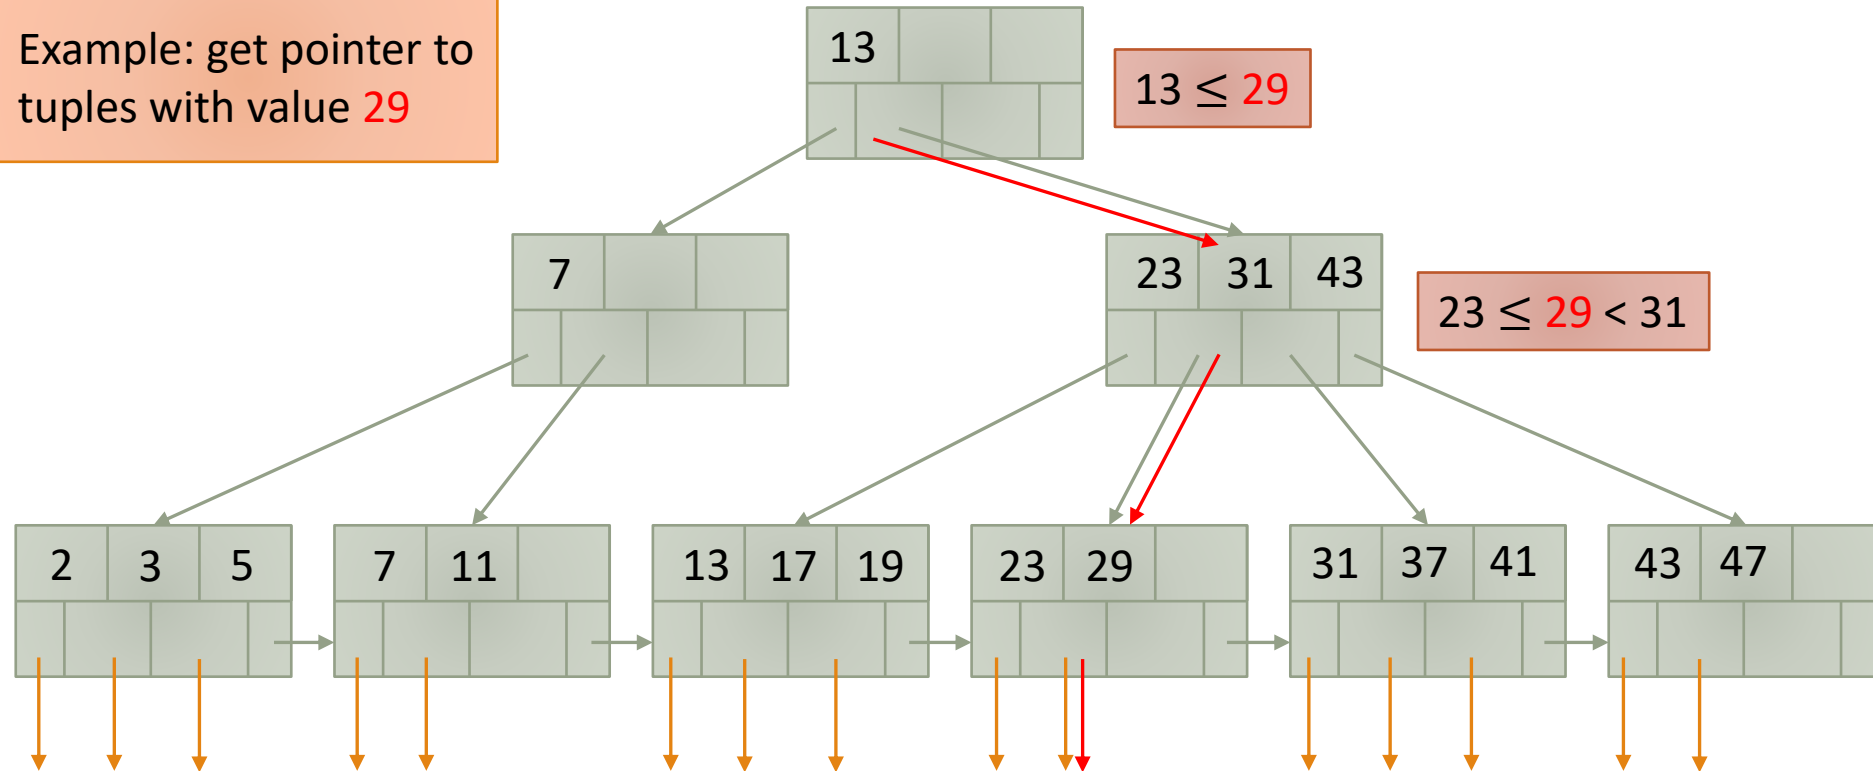 Example: get pointer to
tuples with value 29
13
13 ≤ 29
7
23 31 43
23 ≤ 29 < 31
2 3 5
7 11
13 17 19
23 29
31 37 41
43 47